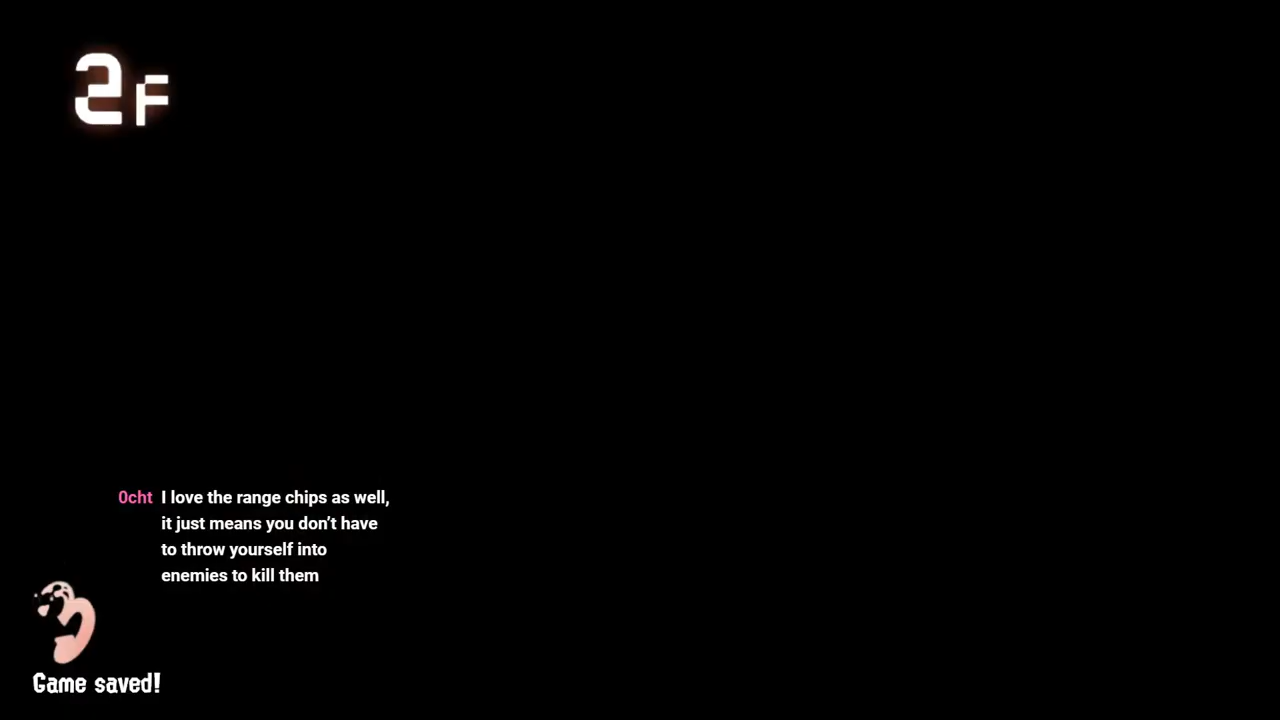 2F
0cht I love the range chips as well,
it just means you don't have
to throw yourself into
enemies to kill them
Game saved!